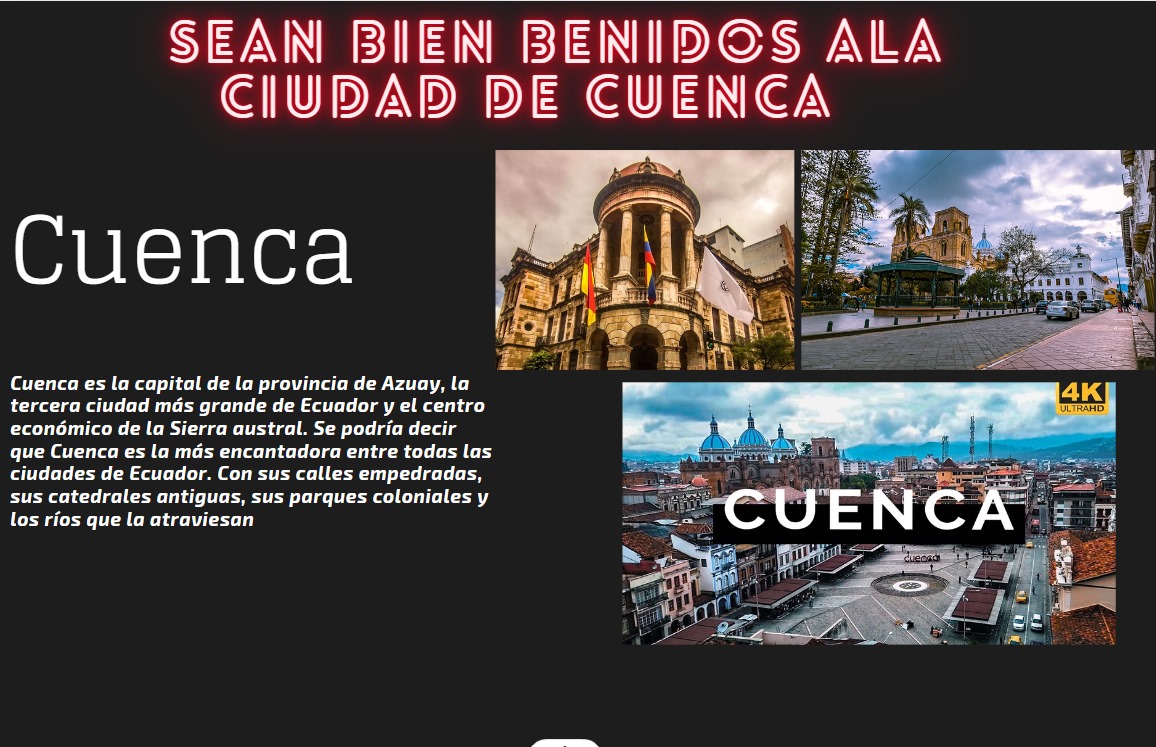 SEAN BIEN BENIDOS ALA
CIUDAD DE CUENCA
Cuenca
Cuenca es la capital de la provincia de Azuay, la
tercera ciudad más grande de Ecuador y el centro
económico de la Sierra austral. Se podría decir
que Cuenca es la más encantadora entre todas las
ciudades de Ecuador. Con sus calles empedradas,
sus catedrales antiguas, sus parques coloniales y
los ríos que la atraviesan
4K
ULTRAHD
CUENCA
cuenca